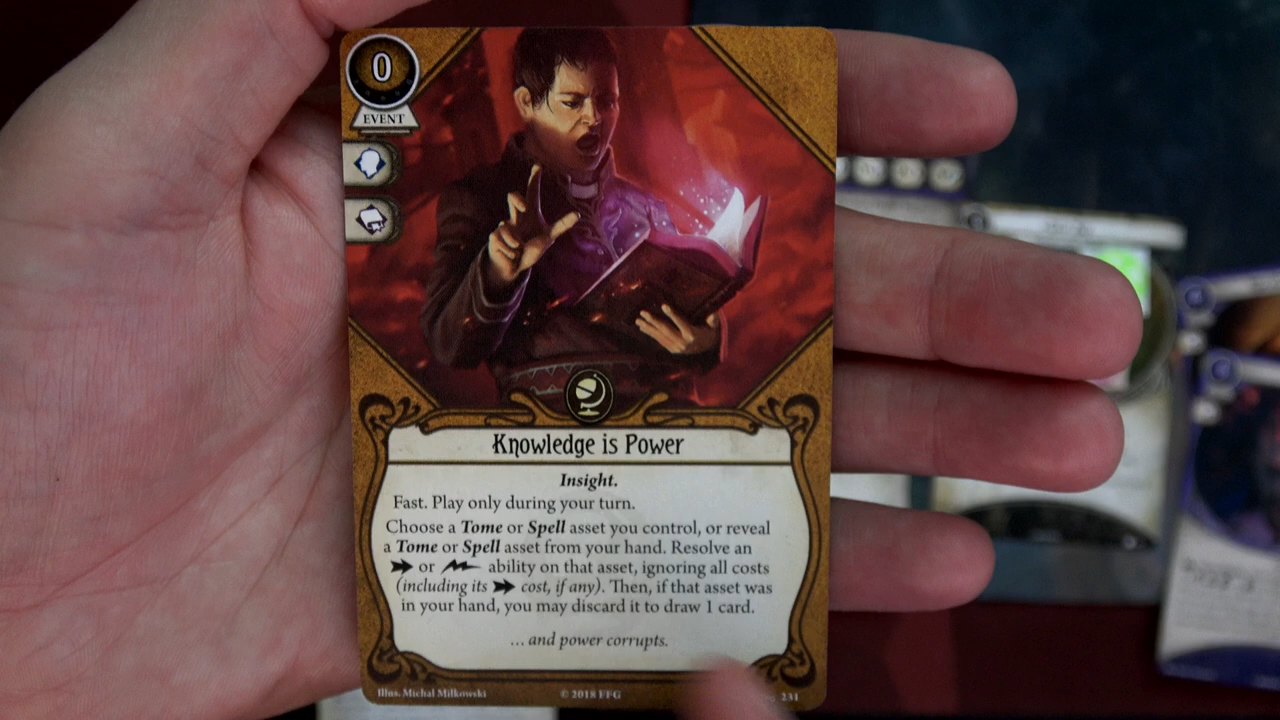 0
EVENT
Knowledge is Power
Insight.
Fast. Play only during your turn.
Choose a Tome or Spell asset you control, or reveal
a Tome or Spell asset from your hand. Resolve an
or ability on that asset, ignoring all costs
(including its cost, if any). Then, if that asset was
in your hand, you may discard it to draw 1 card.
... and power corrupts.
Illus. Michal Milkowski © 2018 FFG 231